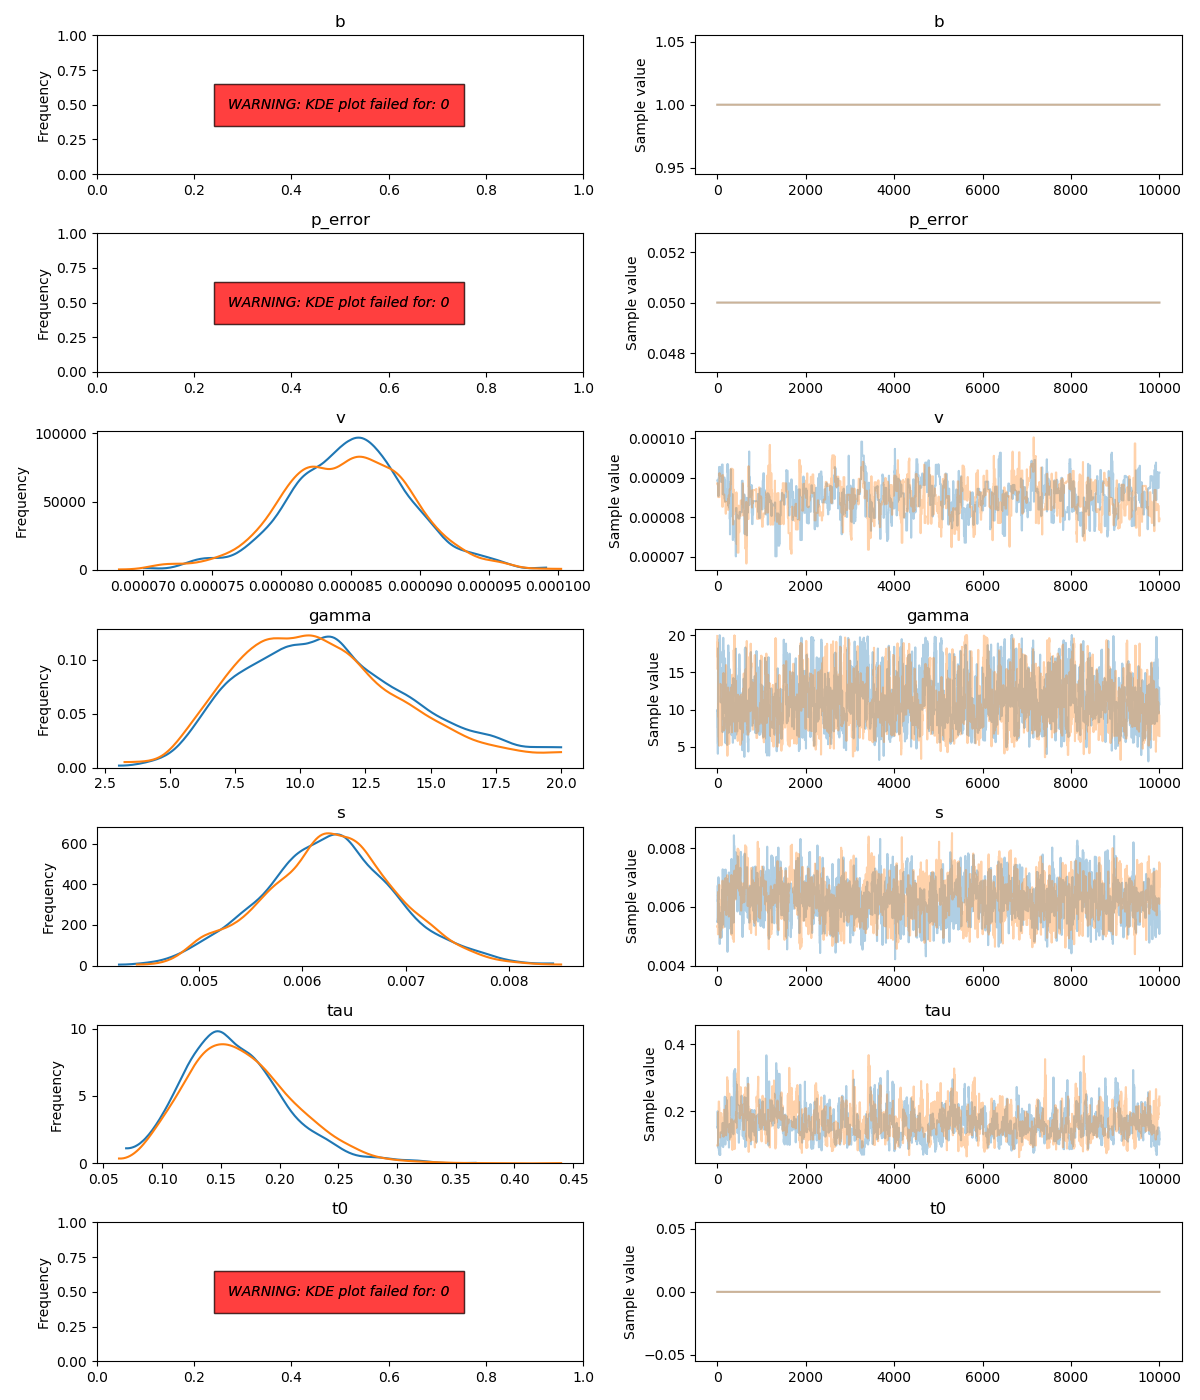 b
1.00
0.75
0.50
0.25
0.00
Frequency
WARNING: KDE plot failed for: 0
0.0 0.2 0.4 0.6 0.8 1.0
b
1.05
1.00
0.95
Sample value
0 2000 4000 6000 8000 10000
p_error
1.00
0.75
0.50
0.25
0.00
Frequency
WARNING: KDE plot failed for: 0
0.0 0.2 0.4 0.6 0.8 1.0
p_error
0.052
0.050
0.048
Sample value
0 2000 4000 6000 8000 10000
v
100000
50000
0
Frequency
0.000070 0.000075 0.000080 0.000085 0.000090 0.000095 0.000100
v
0.00010
0.00009
0.00008
0.00007
Sample value
0 2000 4000 6000 8000 10000
gamma
0.10
0.05
0.00
Frequency
2.5 5.0 7.5 10.0 12.5 15.0 17.5 20.0
gamma
20
15
10
5
Sample value
0 2000 4000 6000 8000 10000
s
600
400
200
0
Frequency
0.005 0.006 0.007 0.008
s
0.008
0.006
0.004
Sample value
0 2000 4000 6000 8000 10000
tau
10
5
0
Frequency
0.05 0.10 0.15 0.20 0.25 0.30 0.35 0.40 0.45
tau
0.4
0.2
Sample value
0 2000 4000 6000 8000 10000
t0
1.00
0.75
0.50
0.25
0.00
Frequency
WARNING: KDE plot failed for: 0
0.0 0.2 0.4 0.6 0.8 1.0
t0
0.05
0.00
−0.05
Sample value
0 2000 4000 6000 8000 10000